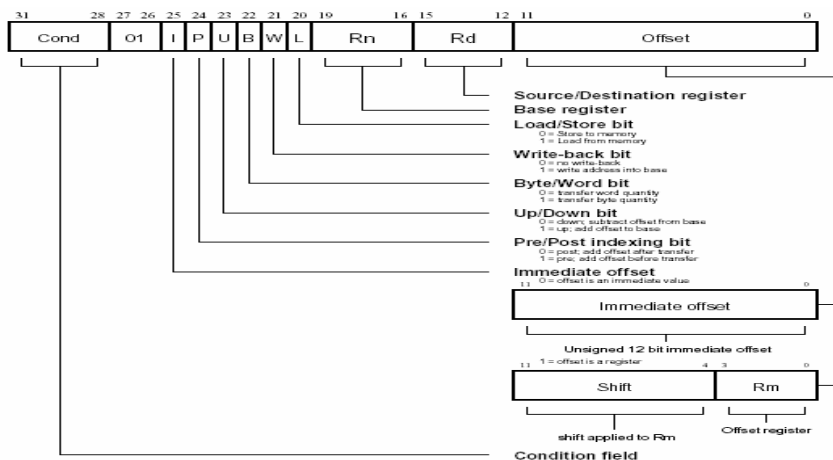 31 28 27 26 25 24 23 22 21 20 19 16 15 12 11 0
Cond 01 I P U B W L Rn Rd Offset
Source/Destination register
Base register
Load/Store bit
0 = Store to memory
1 = Load from memory
Write-back bit
0 = no write-back
1 = write address into base
Byte/Word bit
0 = transfer word quantity
1 = transfer byte quantity
Up/Down bit
0 = down; subtract offset from base
1 = up; add offset to base
Pre/Post indexing bit
0 = post; add offset after transfer
1 = pre; add offset before transfer
Immediate offset
0 = offset is an immediate value
11 0
Immediate offset
Unsigned 12 bit immediate offset
1 = offset is a register
11 4 3 0
Shift Rm
shift applied to Rm
Offset register
Condition field